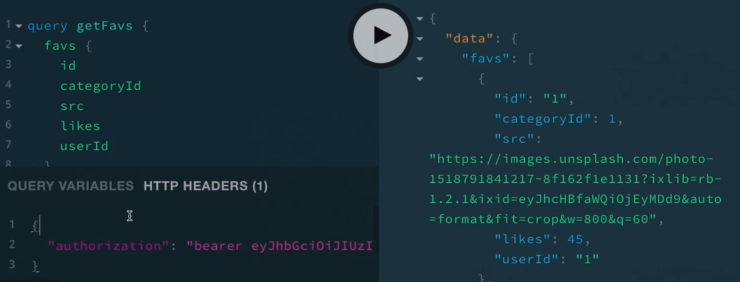 1 query getFavs {
2 favs {
3 id
4 categoryId
5 src
6 likes
7 userId
8 }
QUERY VARIABLES HTTP HEADERS (1)
1 {
2 "authorization": "bearer eyJhbGciOiJIUzI
3 }
{
"data": {
"favs": [
{
"id": "1",
"categoryId": 1,
"src":
"https://images.unsplash.com/photo-
1518791841217-8f162f1e1131?ixlib=rb-
1.2.1&ixid=eyJhcHBfaWQiOjEyMDd9&auto
=format&fit=crop&w=800&q=60",
"likes": 45,
"userId": "1"
},